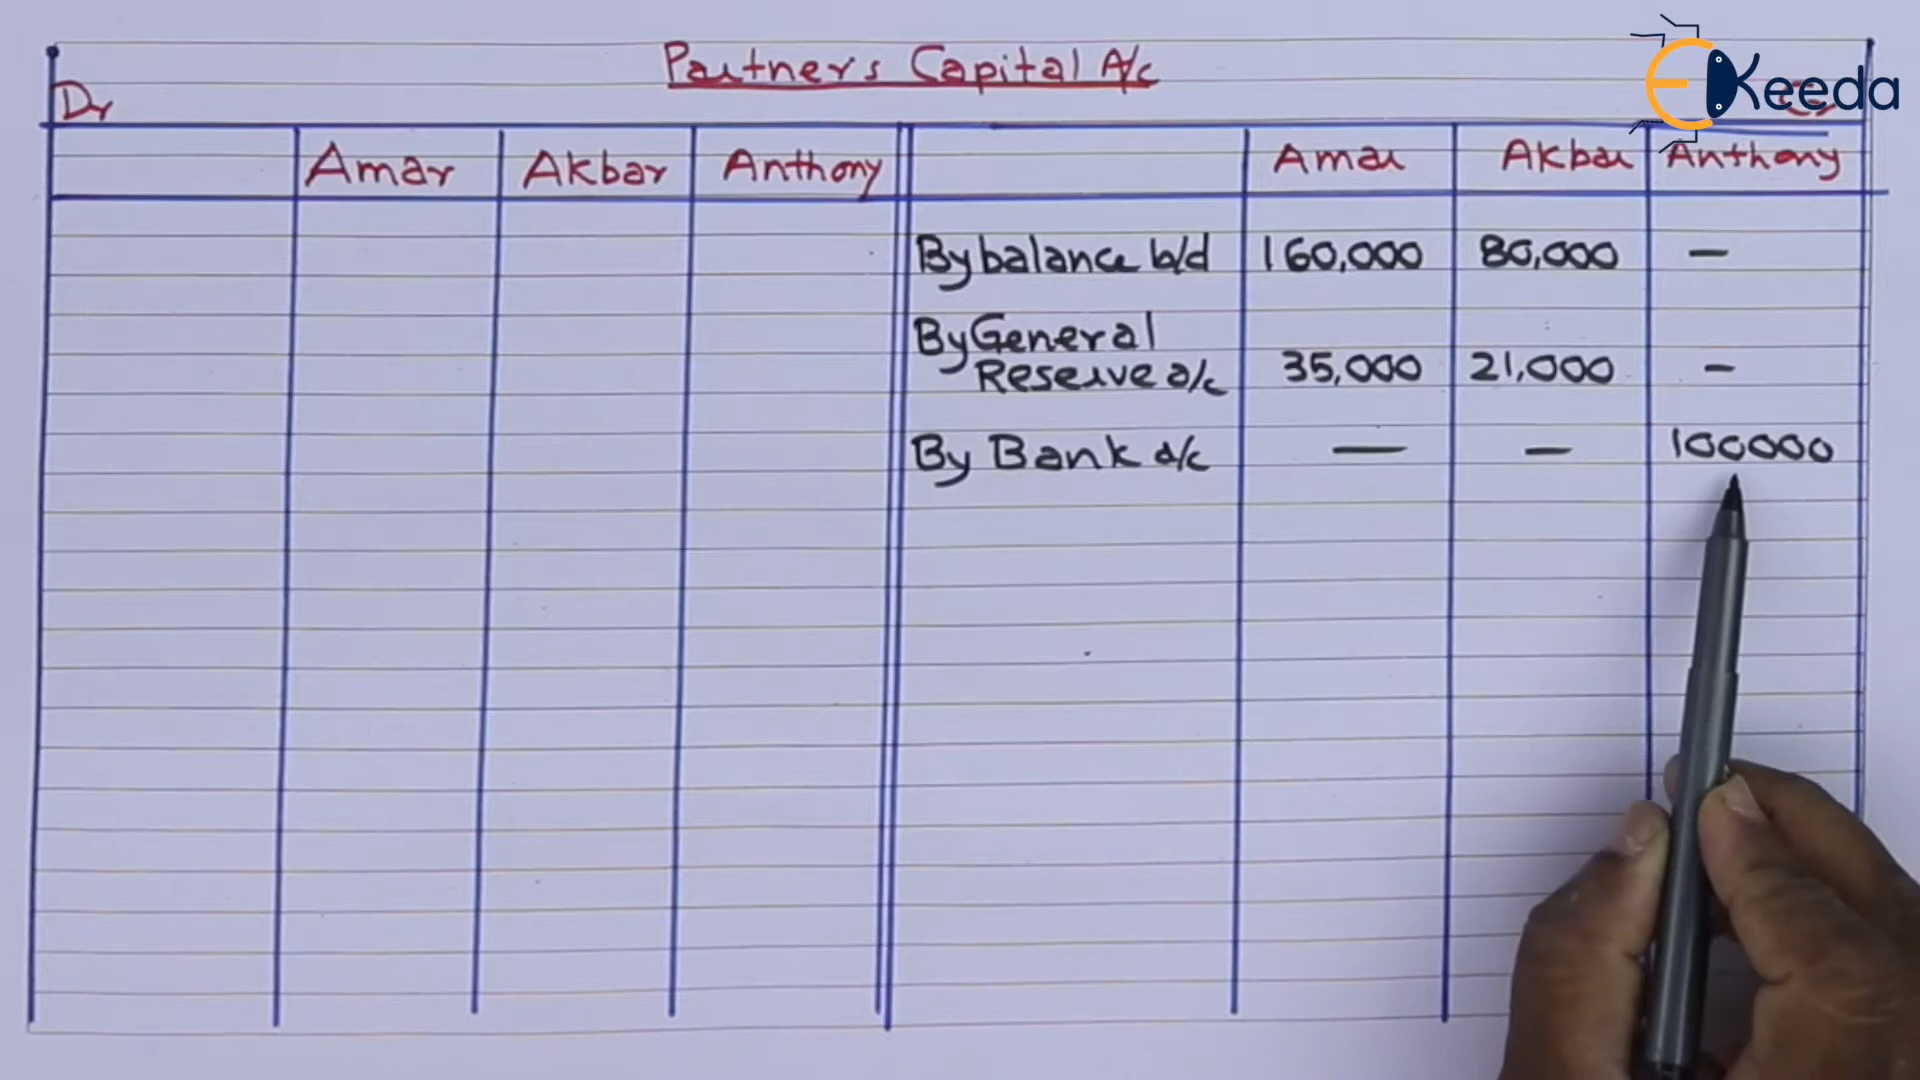 Partners Capital A/c
EKeeda
Dr
Amar Akbar Anthony Amar Akbar Anthony
By balance b/d 160,000 80,000 —
By General
Reserve a/c 35,000 21,000 —
By Bank a/c — — 100000